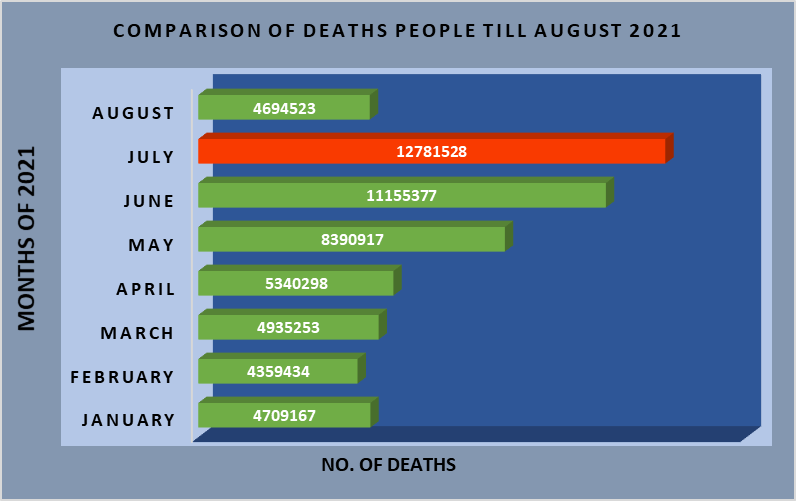 COMPARISON OF DEATHS PEOPLE TILL AUGUST 2021
MONTHS OF 2021
AUGUST 4694523
JULY 12781528
JUNE 11155377
MAY 8390917
APRIL 5340298
MARCH 4935253
FEBRUARY 4359434
JANUARY 4709167
NO. OF DEATHS